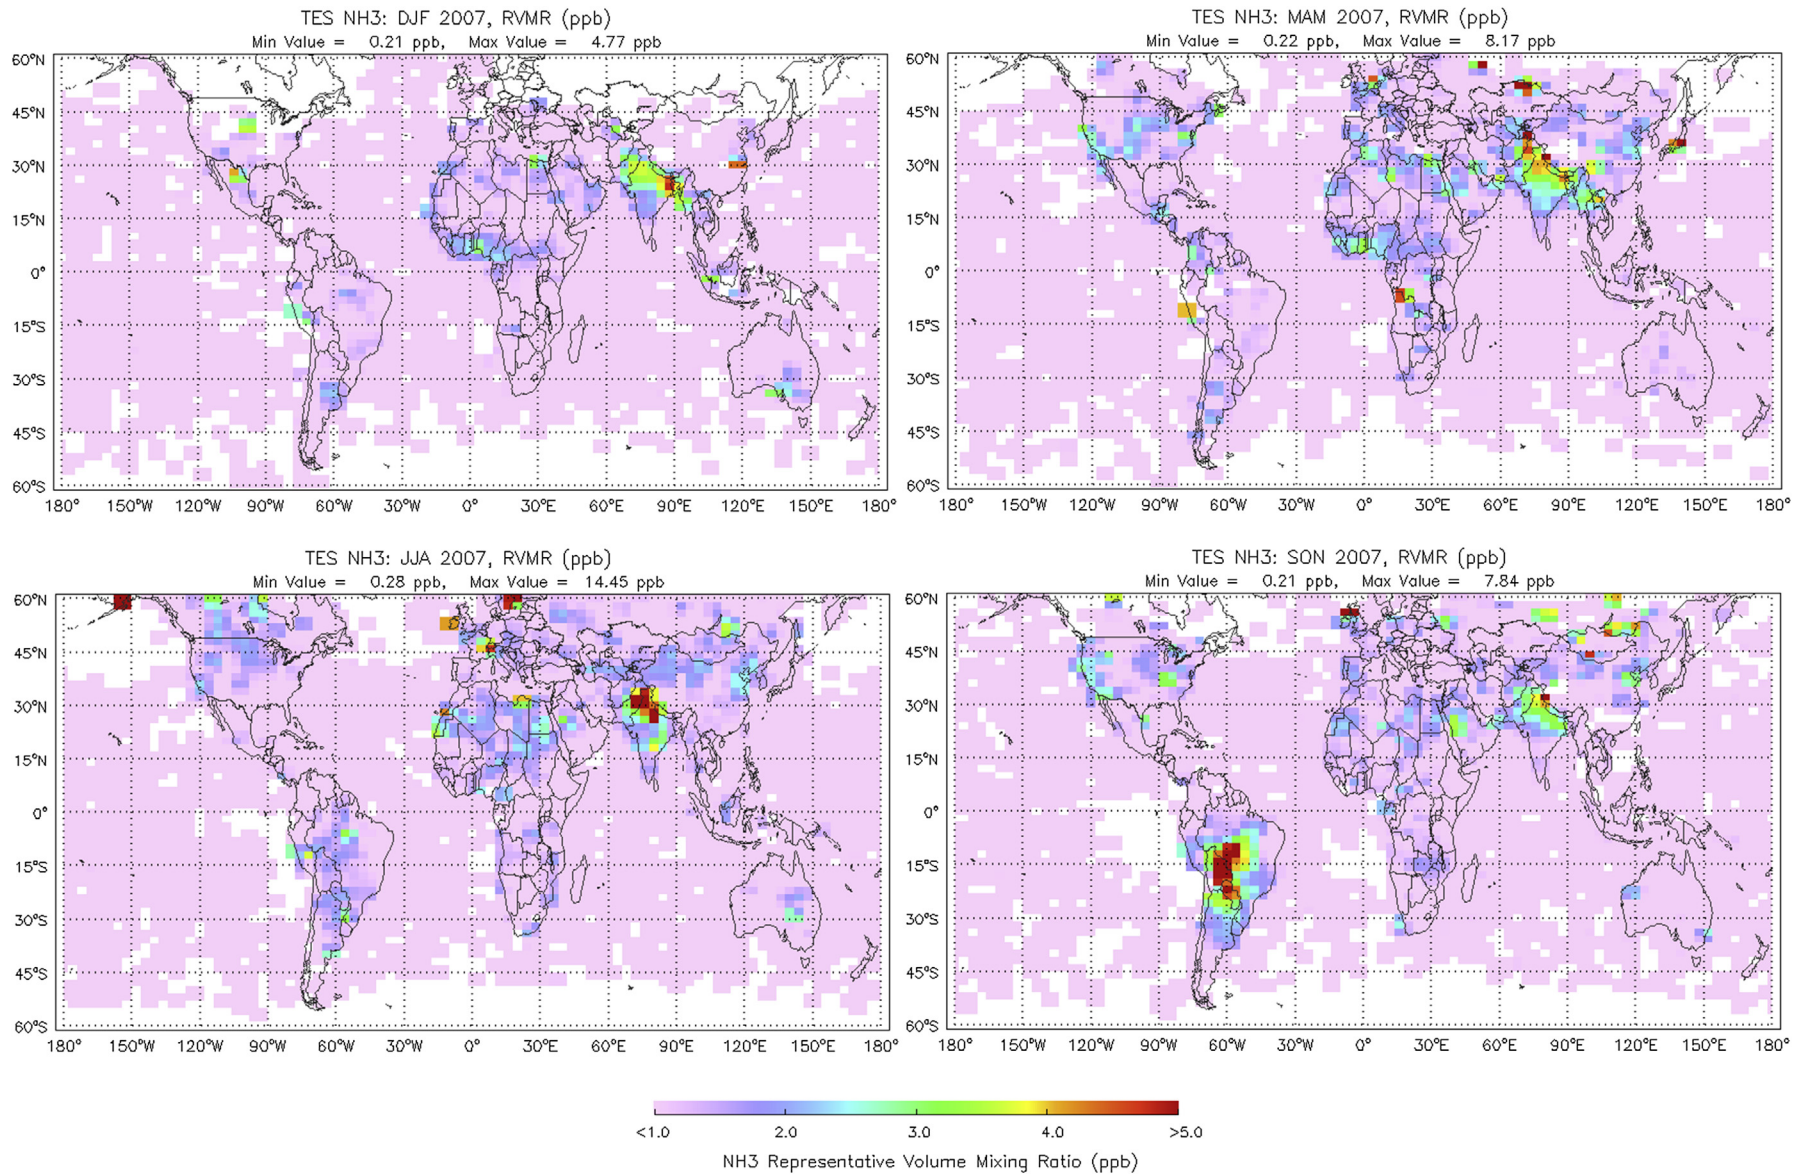 TES NH3: DJF 2007, RVMR (ppb)
Min Value = 0.21 ppb, Max Value = 4.77 ppb
60°N
45°N
30°N
15°N
0°
15°S
30°S
45°S
60°S
180° 150°W 120°W 90°W 60°W 30°W 0° 30°E 60°E 90°E 120°E 150°E 180°
TES NH3: MAM 2007, RVMR (ppb)
Min Value = 0.22 ppb, Max Value = 8.17 ppb
60°N
45°N
30°N
15°N
0°
15°S
30°S
45°S
60°S
180° 150°W 120°W 90°W 60°W 30°W 0° 30°E 60°E 90°E 120°E 150°E 180°
TES NH3: JJA 2007, RVMR (ppb)
Min Value = 0.28 ppb, Max Value = 14.45 ppb
60°N
45°N
30°N
15°N
0°
15°S
30°S
45°S
60°S
180° 150°W 120°W 90°W 60°W 30°W 0° 30°E 60°E 90°E 120°E 150°E 180°
TES NH3: SON 2007, RVMR (ppb)
Min Value = 0.21 ppb, Max Value = 7.84 ppb
60°N
45°N
30°N
15°N
0°
15°S
30°S
45°S
60°S
180° 150°W 120°W 90°W 60°W 30°W 0° 30°E 60°E 90°E 120°E 150°E 180°
<1.0 2.0 3.0 4.0 >5.0
NH3 Representative Volume Mixing Ratio (ppb)